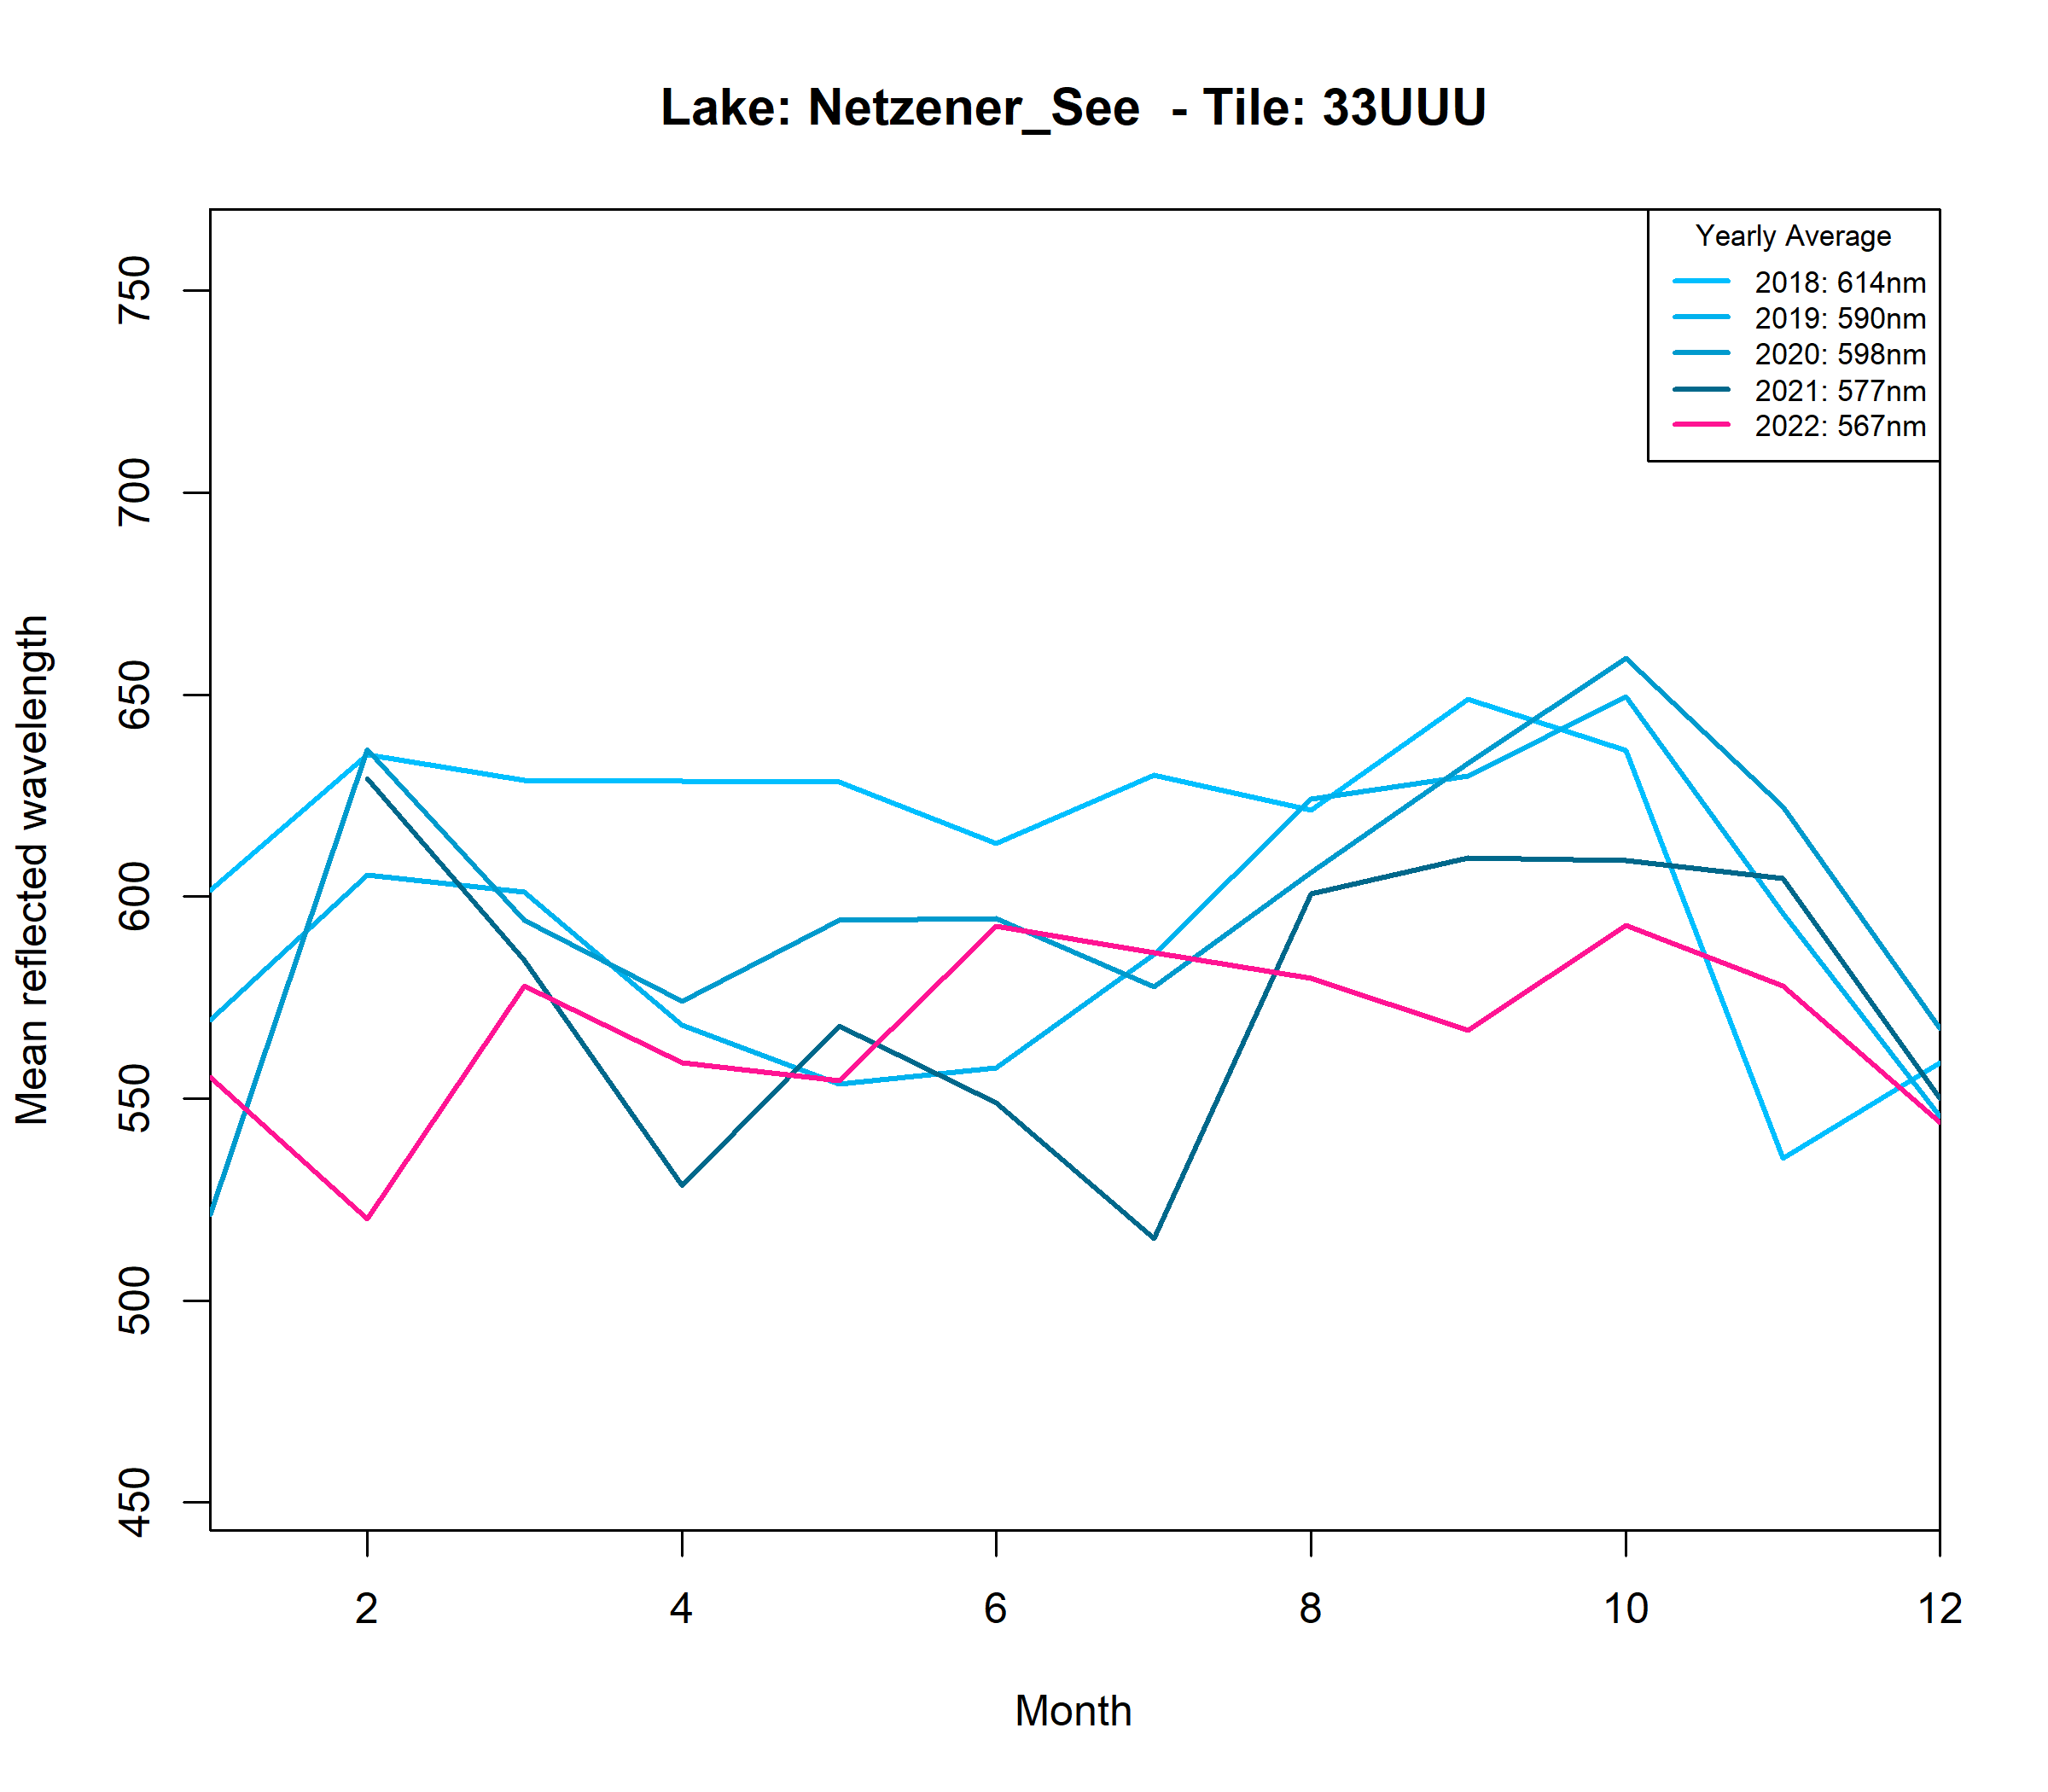 Lake: Netzener_See  - Tile: 33UUU
Yearly Average
2018: 614nm
2019: 590nm
2020: 598nm
2021: 577nm
2022: 567nm
Mean reflected wavelength
750
700
650
600
550
500
450
2 4 6 8 10 12
Month